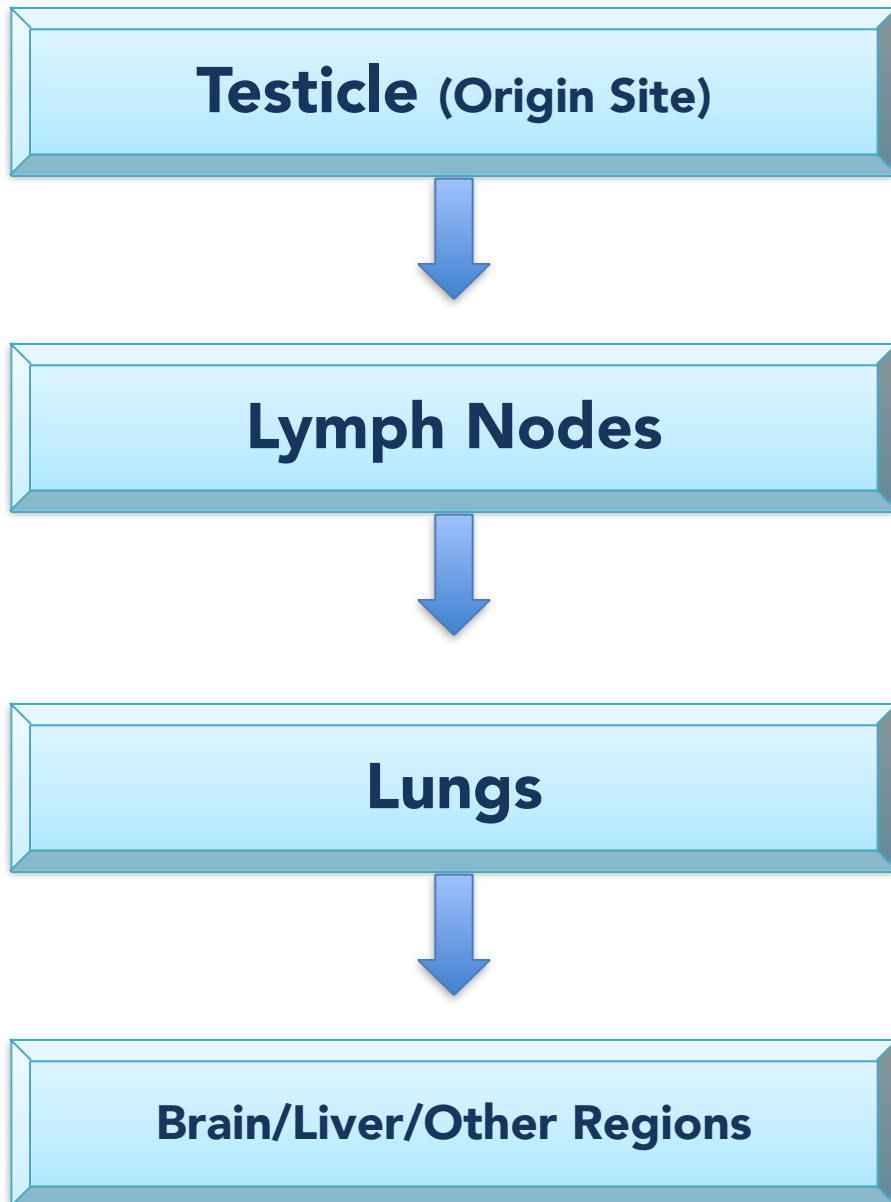 Testicle (Origin Site)
Lymph Nodes
Lungs
Brain/Liver/Other Regions